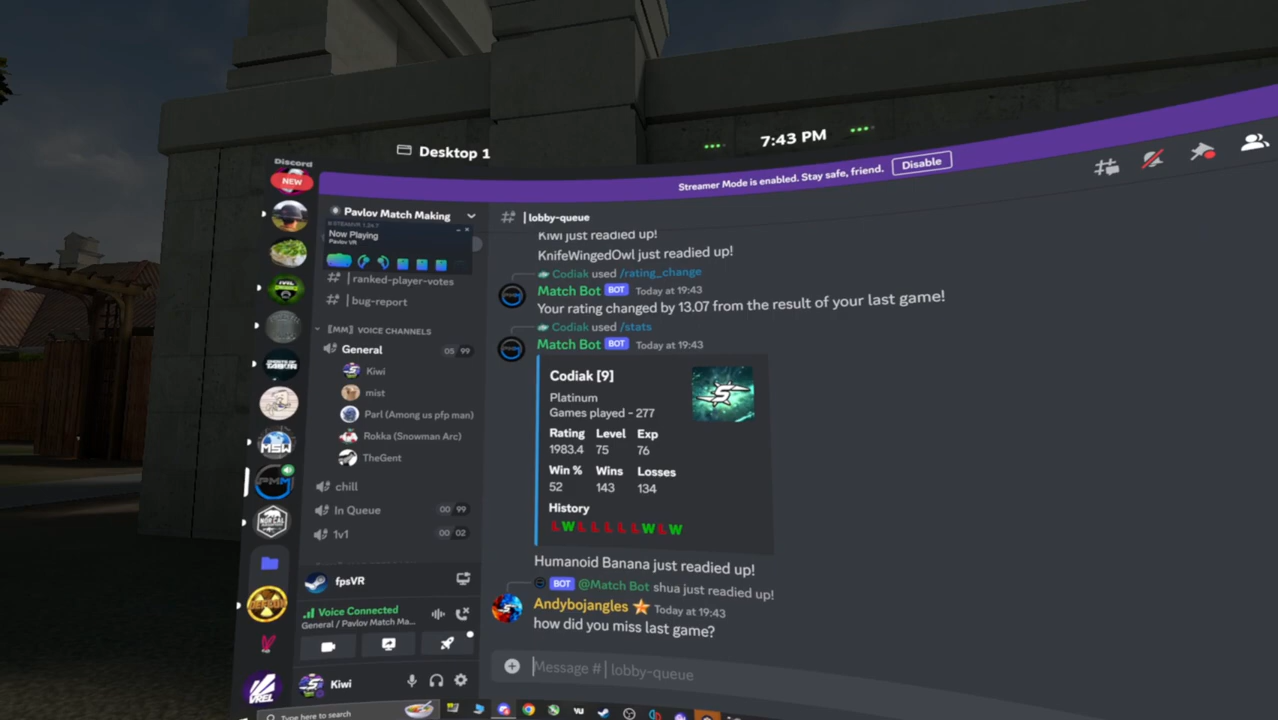 Desktop 1
7:43 PM
Discord
NEW
Streamer Mode is enabled. Stay safe, friend.
Disable
Pavlov Match Making
Now Playing
Pavlov VR
# | ranked-player-votes
# | bug-report
[MM] VOICE CHANNELS
General 05 99
Kiwi
mist
Parl (Among us pfp man)
Rokka (Snowman Arc)
TheGent
chill
In Queue 00 99
1v1 00 02
fpsVR
Voice Connected
General / Pavlov Match Ma...
Kiwi
| lobby-queue
Kiwi just readied up!
KnifeWingedOwl just readied up!
Codiak used /rating_change
Match Bot BOT Today at 19:43
Your rating changed by 13.07 from the result of your last game!
Codiak used /stats
Match Bot BOT Today at 19:43
Codiak [9]
Platinum
Games played - 277
Rating Level Exp
1983.4 75 76
Win % Wins Losses
52 143 134
History
L W L L L L L W L W
Humanoid Banana just readied up!
BOT @Match Bot shua just readied up!
Andybojangles Today at 19:43
how did you miss last game?
Message # | lobby-queue
MSW
PMM
NORCAL
DEFCON
VREL
Type here to search